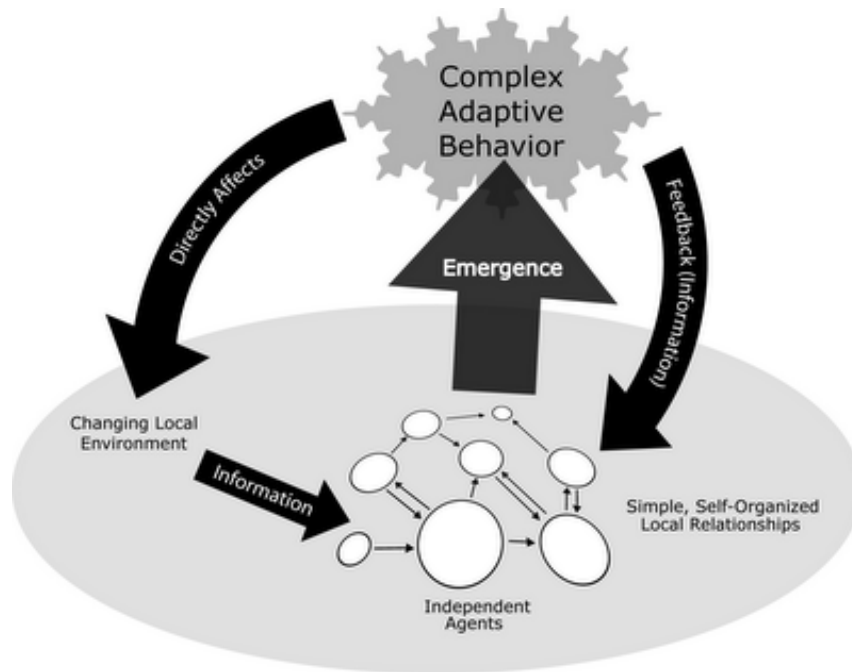 Complex
Adaptive
Behavior
Directly Affects
Feedback (Information)
Emergence
Changing Local
Environment
Information
Simple, Self-Organized
Local Relationships
Independent
Agents